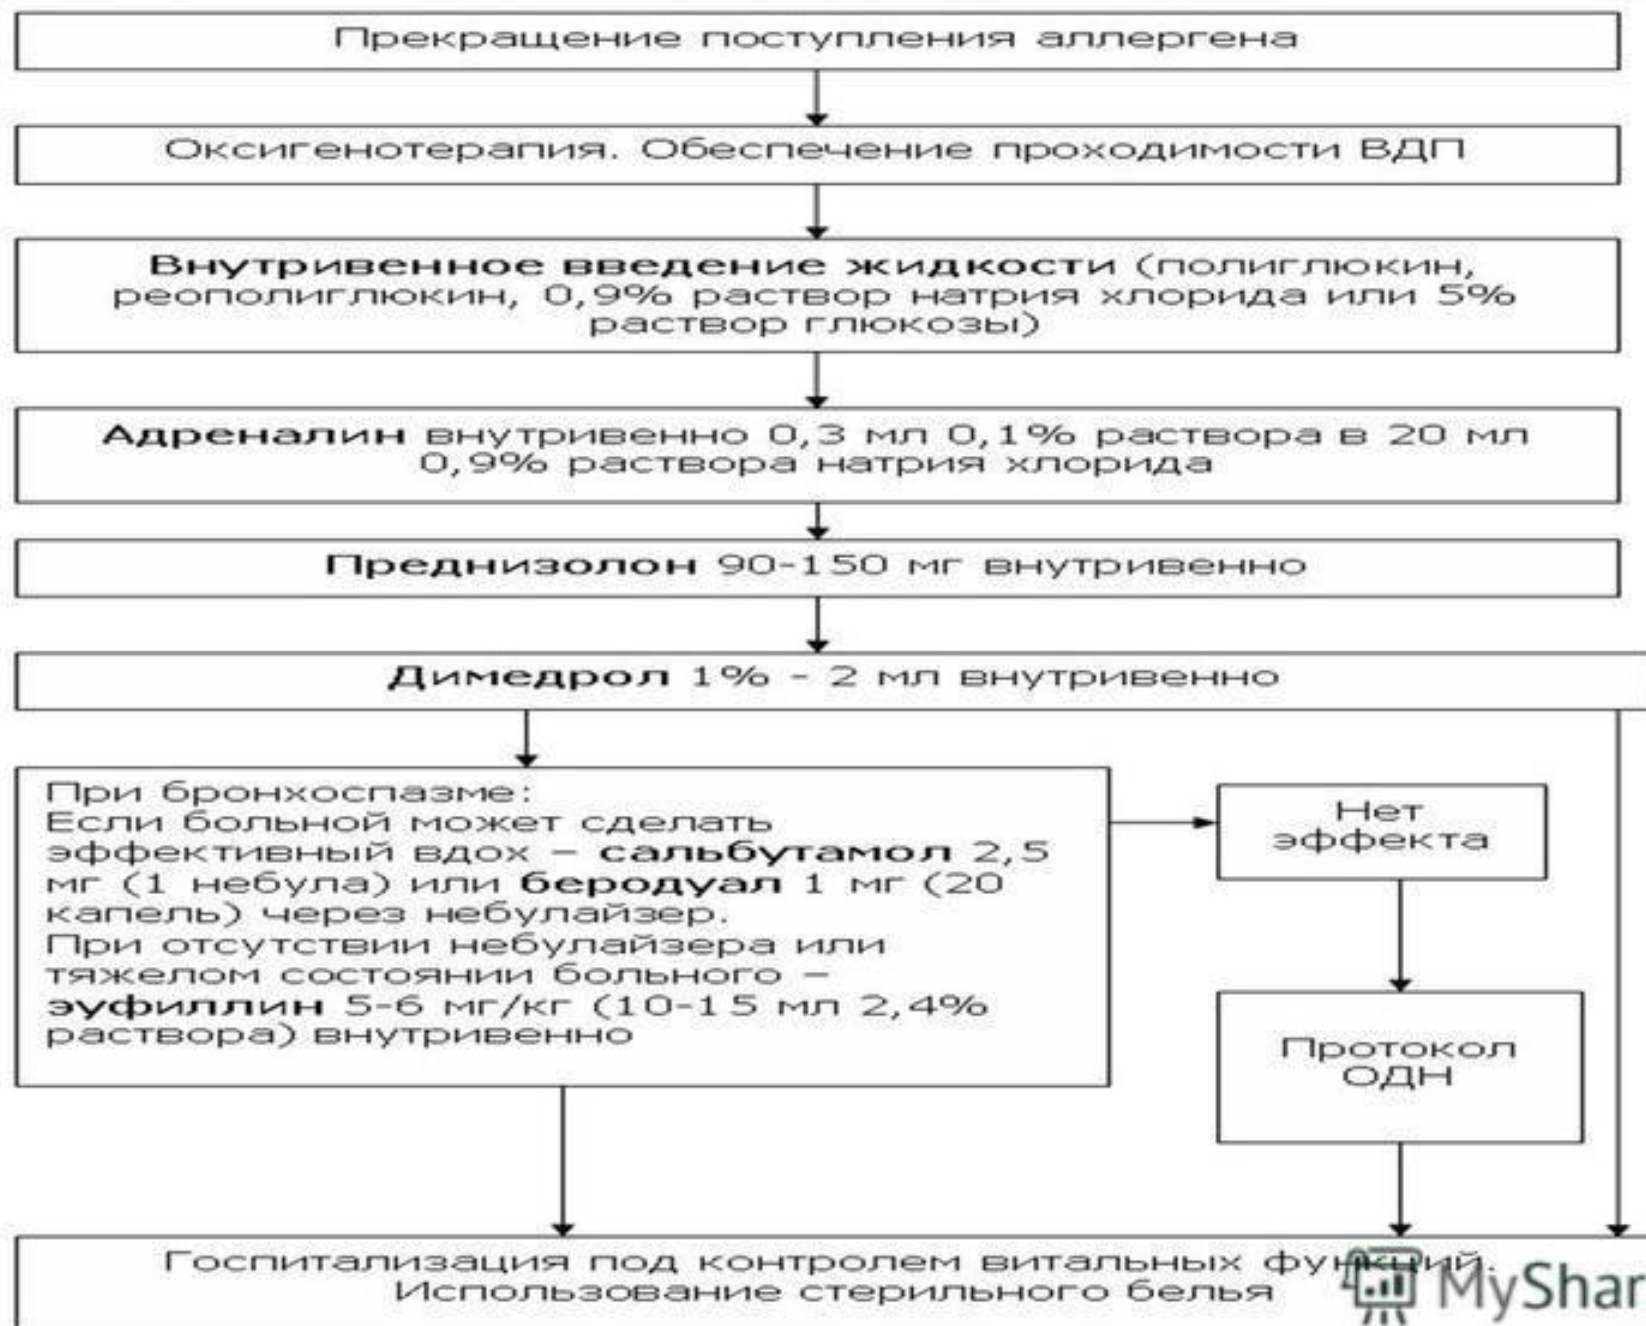 Прекращение поступления аллергена
Оксигенотерапия. Обеспечение проходимости ВДП
Внутривенное введение жидкости (полиглюкин,
реополиглюкин, 0,9% раствор натрия хлорида или 5%
раствор глюкозы)
Адреналин внутривенно 0,3 мл 0,1% раствора в 20 мл
0,9% раствора натрия хлорида
Преднизолон 90-150 мг внутривенно
Димедрол 1% - 2 мл внутривенно
При бронхоспазме:
Если больной может сделать
эффективный вдох – сальбутамол 2,5
мг (1 небула) или беродуал 1 мг (20
капель) через небулайзер.
При отсутствии небулайзера или
тяжелом состоянии больного –
эуфиллин 5-6 мг/кг (10-15 мл 2,4%
раствора) внутривенно
Нет
эффекта
Протокол
ОДН
Госпитализация под контролем витальных функций.
Использование стерильного белья
MyShar